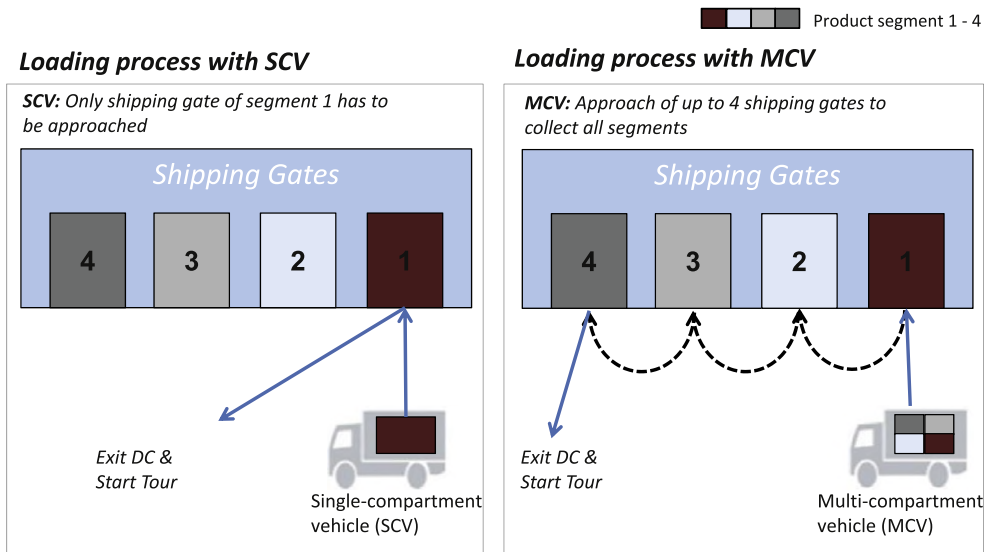 Product segment 1 - 4
Loading process with SCV
SCV: Only shipping gate of segment 1 has to
be approached
Shipping Gates
4
3
2
1
Exit DC &
Start Tour
Single-compartment
vehicle (SCV)
Loading process with MCV
MCV: Approach of up to 4 shipping gates to
collect all segments
Shipping Gates
4
3
2
1
Exit DC &
Start Tour
Multi-compartment
vehicle (MCV)